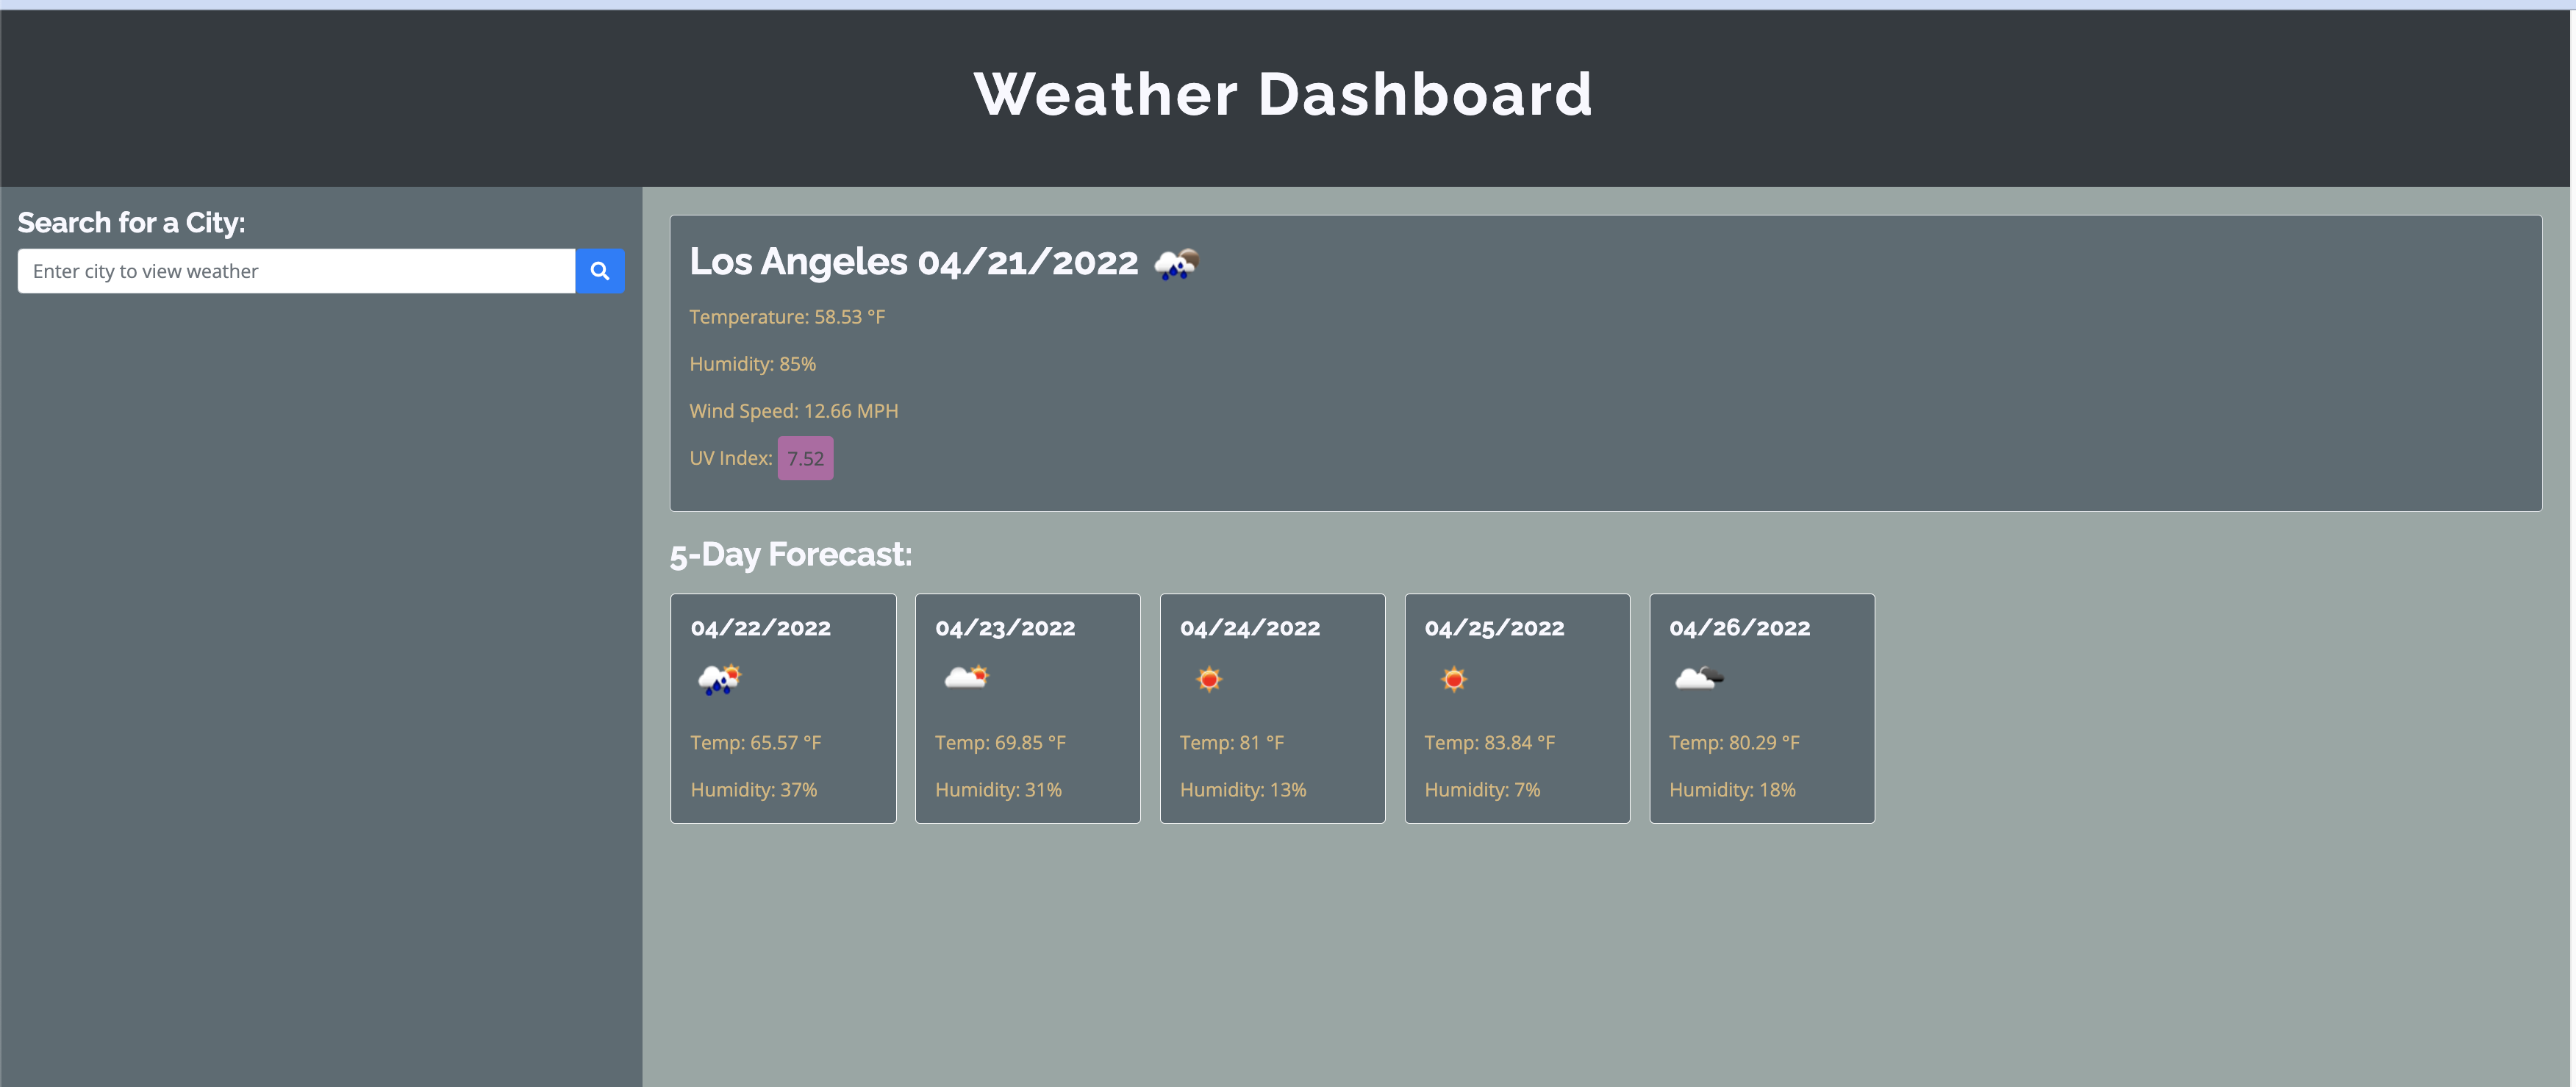 Weather Dashboard
Search for a City:
Enter city to view weather
Los Angeles 04/21/2022
Temperature: 58.53 °F
Humidity: 85%
Wind Speed: 12.66 MPH
UV Index: 7.52
5-Day Forecast:
04/22/2022
Temp: 65.57 °F
Humidity: 37%
04/23/2022
Temp: 69.85 °F
Humidity: 31%
04/24/2022
Temp: 81 °F
Humidity: 13%
04/25/2022
Temp: 83.84 °F
Humidity: 7%
04/26/2022
Temp: 80.29 °F
Humidity: 18%